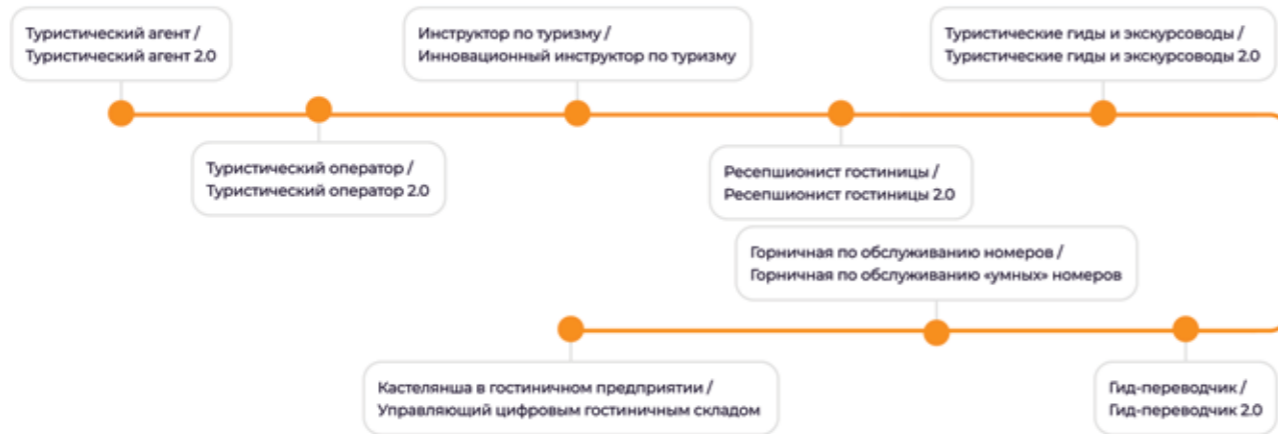 Туристический агент /
Туристический агент 2.0
Инструктор по туризму /
Инновационный инструктор по туризму
Туристические гиды и экскурсоводы /
Туристические гиды и экскурсоводы 2.0
Туристический оператор /
Туристический оператор 2.0
Ресепшионист гостиницы /
Ресепшионист гостиницы 2.0
Горничная по обслуживанию номеров /
Горничная по обслуживанию «умных» номеров
Кастелянша в гостиничном предприятии /
Управляющий цифровым гостиничным складом
Гид-переводчик /
Гид-переводчик 2.0